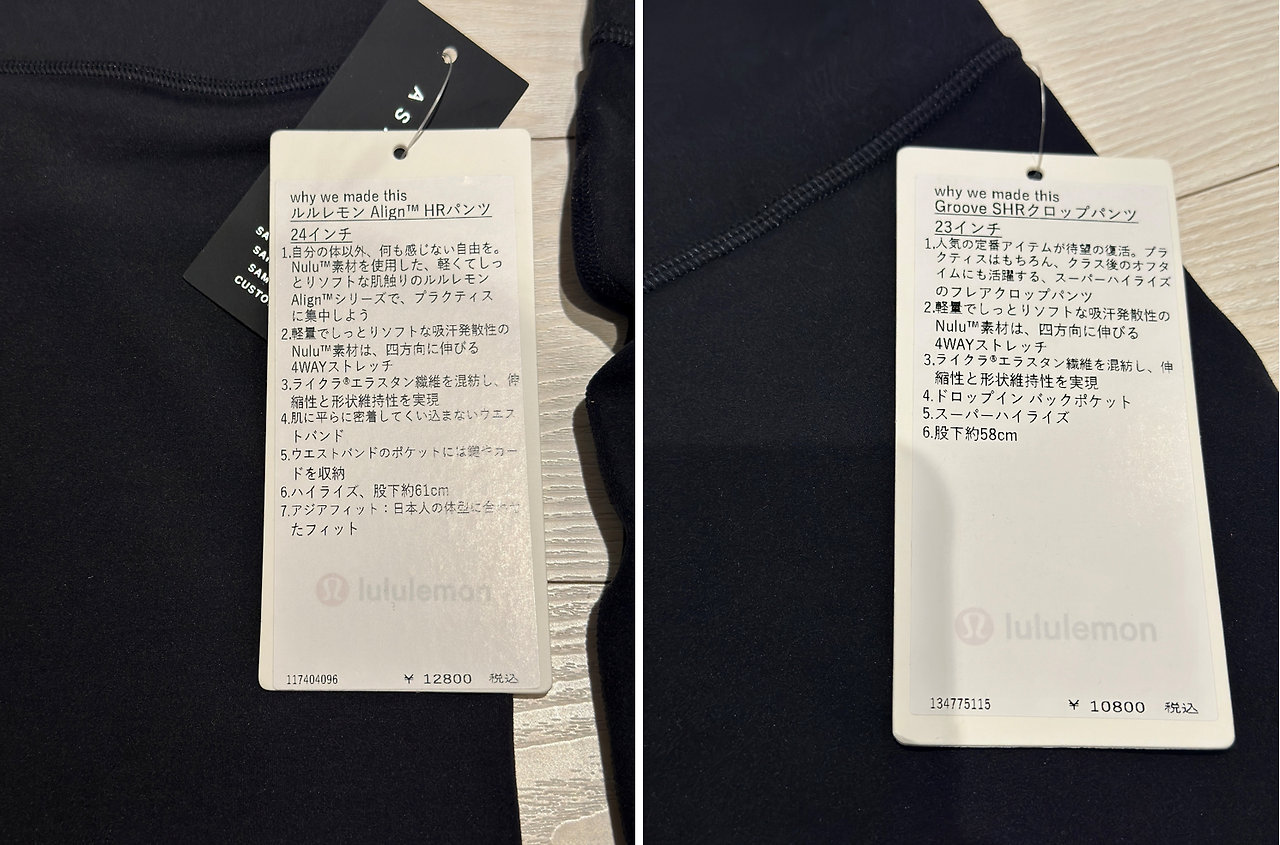 AS
SA
SA
SAM
CUSTO
why we made this
ルルレモン Align™ HRパンツ
24インチ
1.自分の体以外、何も感じない自由を。
Nulu™素材を使用した、軽くてしっ
とりソフトな肌触りのルルレモン
Align™シリーズで、プラクティス
に集中しよう
2.軽量でしっとりソフトな吸汗発散性の
Nulu™素材は、四方向に伸びる
4WAYストレッチ
3.ライクラ®エラスタン繊維を混紡し、伸
縮性と形状維持性を実現
4.肌に平らに密着してくい込まないウエス
トバンド
5.ウエストバンドのポケットには鍵やカー
ドを収納
6.ハイライズ、股下約61cm
7.アジアフィット：日本人の体型に合わせ
たフィット
lululemon
117404096 ¥ 12800 税込
why we made this
Groove SHRクロップパンツ
23インチ
1.人気の定番アイテムが待望の復活。プラ
クティスはもちろん、クラス後のオフタ
イムにも活躍する、スーパーハイライズ
のフレアクロップパンツ
2.軽量でしっとりソフトな吸汗発散性の
Nulu™素材は、四方向に伸びる
4WAYストレッチ
3.ライクラ®エラスタン繊維を混紡し、伸
縮性と形状維持性を実現
4.ドロップイン バックポケット
5.スーパーハイライズ
6.股下約58cm
lululemon
134775115 ¥ 10800 税込